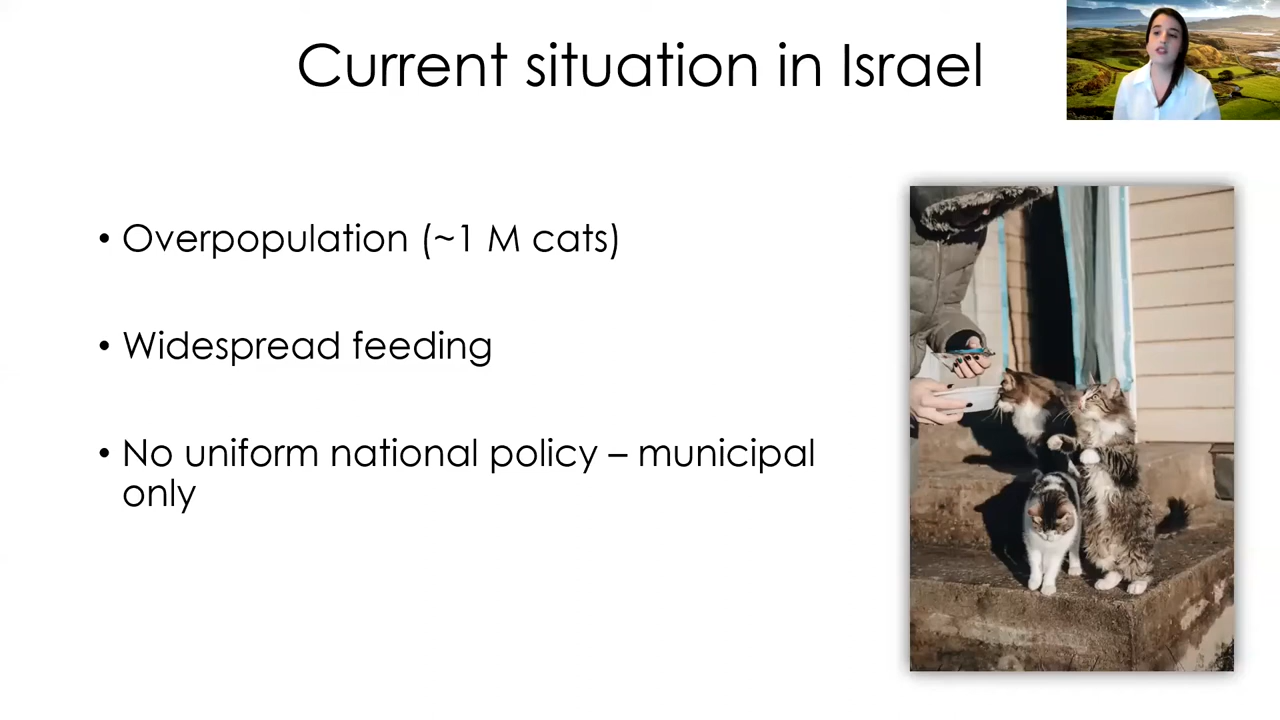 Current situation in Israel
• Overpopulation (~1 M cats)
• Widespread feeding
• No uniform national policy – municipal
only